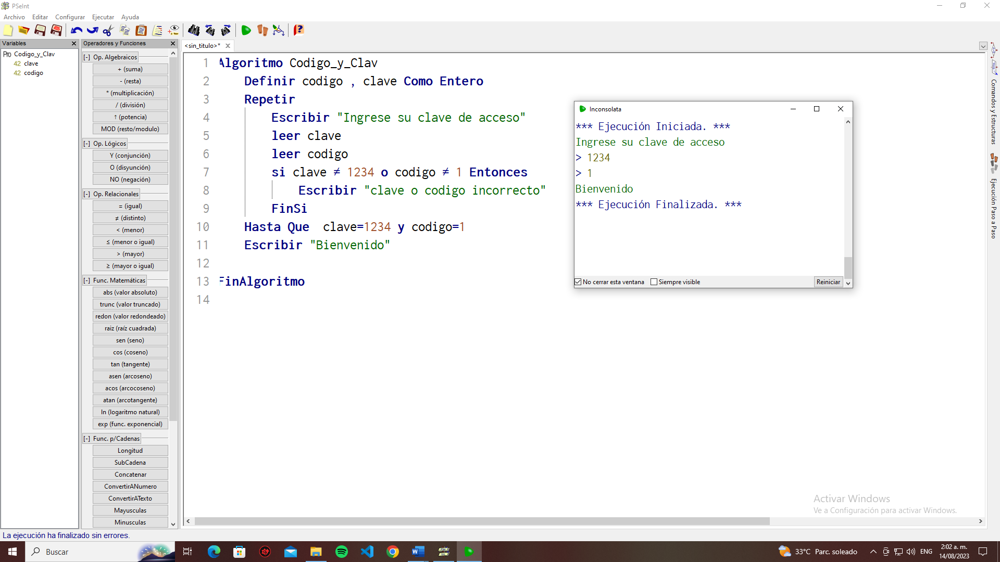 PSeInt
Archivo Editar Configurar Ejecutar Ayuda
Variables
Pro Codigo_y_Clav
42 clave
42 codigo
Operadores y Funciones
[-] Op. Algebraicos
+ (suma)
- (resta)
* (multiplicación)
/ (división)
↑ (potencia)
MOD (resto/modulo)
[-] Op. Lógicos
Y (conjunción)
O (disyunción)
NO (negación)
[-] Op. Relacionales
= (igual)
≠ (distinto)
< (menor)
≤ (menor o igual)
> (mayor)
≥ (mayor o igual)
[-] Func. Matemáticas
abs (valor absoluto)
trunc (valor truncado)
redon (valor redondeado)
raiz (raíz cuadrada)
sen (seno)
cos (coseno)
tan (tangente)
asen (arcoseno)
acos (arcocoseno)
atan (arcotangente)
ln (logaritmo natural)
exp (func. exponencial)
[-] Func. p/Cadenas
Longitud
SubCadena
Concatenar
ConvertirANumero
ConvertirATexto
Mayusculas
Minusculas
<sin_titulo>*
1 Algoritmo Codigo_y_Clav
2 Definir codigo , clave Como Entero
3 Repetir
4 Escribir "Ingrese su clave de acceso"
5 leer clave
6 leer codigo
7 si clave ≠ 1234 o codigo ≠ 1 Entonces
8 Escribir "clave o codigo incorrecto"
9 FinSi
10 Hasta Que clave=1234 y codigo=1
11 Escribir "Bienvenido"
12
13 FinAlgoritmo
14
Inconsolata
*** Ejecución Iniciada. ***
Ingrese su clave de acceso
> 1234
> 1
Bienvenido
*** Ejecución Finalizada. ***
No cerrar esta ventana Siempre visible Reiniciar
Comandos y Estructuras
Ejecución Paso a Paso
Activar Windows
Ve a Configuración para activar Windows.
La ejecución ha finalizado sin errores.
Buscar
33°C Parc. soleado
ENG
2:02 a. m.
14/08/2023